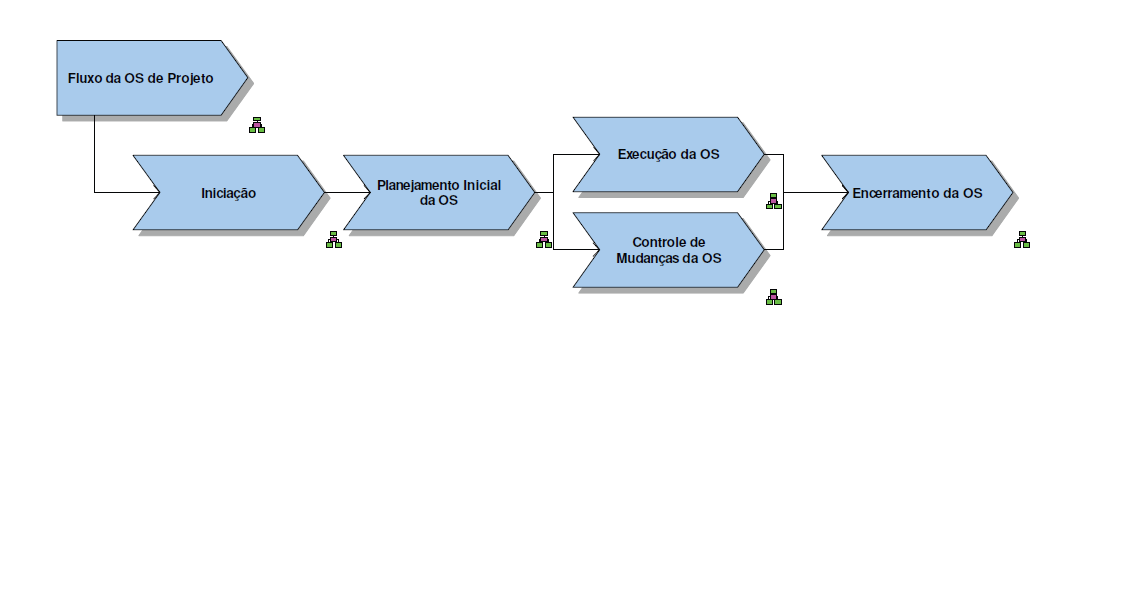 Fluxo da OS de Projeto
Iniciação
Planejamento Inicial
da OS
Execução da OS
Controle de
Mudanças da OS
Encerramento da OS